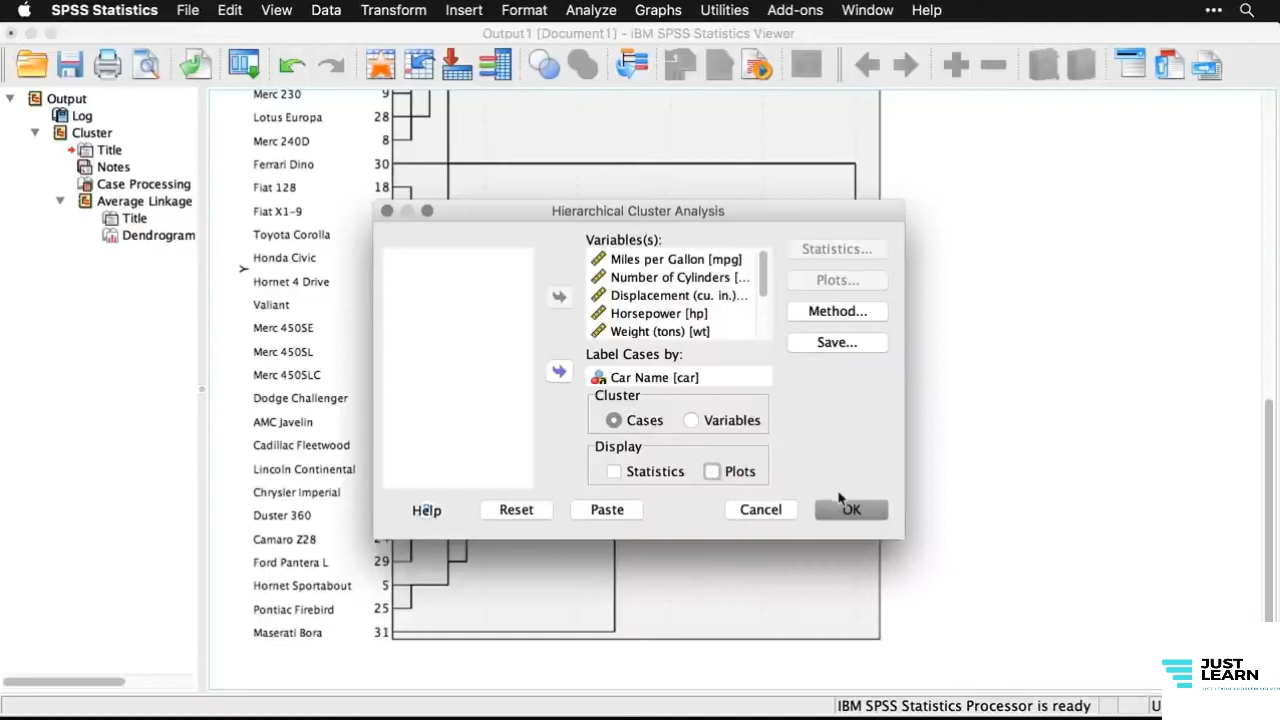 SPSS Statistics File Edit View Data Transform Insert Format Analyze Graphs Utilities Add-ons Window Help
Output1 [Document1] - IBM SPSS Statistics Viewer
Output
Log
Cluster
Title
Notes
Case Processing
Average Linkage
Title
Dendrogram
Merc 230 9
Lotus Europa 28
Merc 240D 8
Ferrari Dino 30
Fiat 128 18
Fiat X1-9
Toyota Corolla
Honda Civic
Y
Hornet 4 Drive
Valiant
Merc 450SE
Merc 450SL
Merc 450SLC
Dodge Challenger
AMC Javelin
Cadillac Fleetwood
Lincoln Continental
Chrysler Imperial
Duster 360
Camaro Z28
Ford Pantera L 29
Hornet Sportabout 5
Pontiac Firebird 25
Maserati Bora 31
Hierarchical Cluster Analysis
Variables(s):
Miles per Gallon [mpg]
Number of Cylinders [...
Displacement (cu. in.)...
Horsepower [hp]
Weight (tons) [wt]
Label Cases by:
Car Name [car]
Cluster
Cases Variables
Display
Statistics Plots
Statistics...
Plots...
Method...
Save...
Help Reset Paste Cancel OK
IBM SPSS Statistics Processor is ready
U
JUST
LEARN